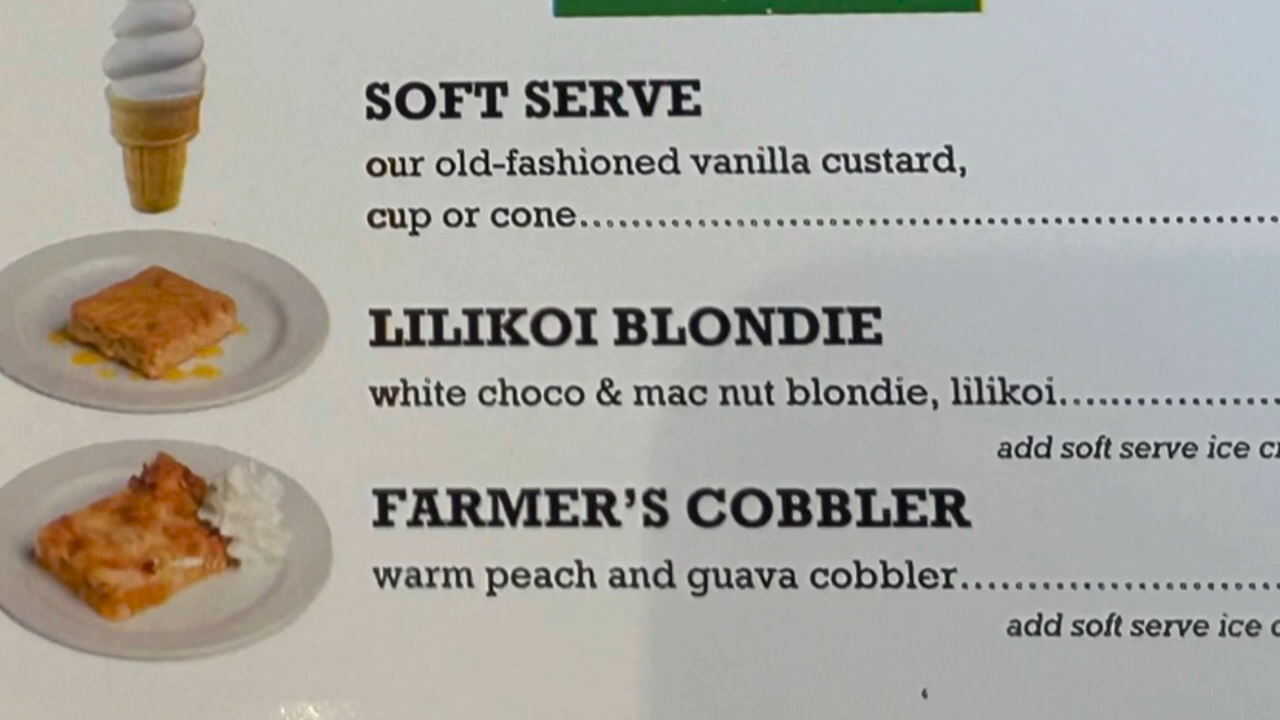 SOFT SERVE
our old-fashioned vanilla custard,
cup or cone
LILIKOI BLONDIE
white choco & mac nut blondie, lilikoi
add soft serve ice
FARMER'S COBBLER
warm peach and guava cobbler
add soft serve ice